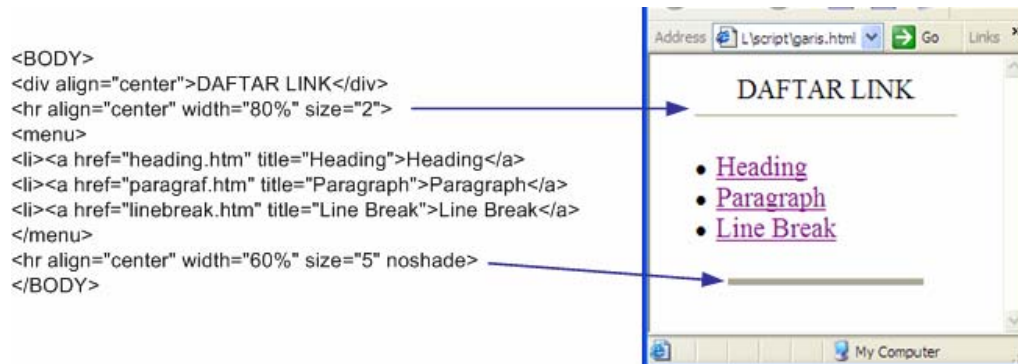 <BODY>
<div align="center">DAFTAR LINK</div>
<hr align="center" width="80%" size="2">
<menu>
<li><a href="heading.htm" title="Heading">Heading</a>
<li><a href="paragraf.htm" title="Paragraph">Paragraph</a>
<li><a href="linebreak.htm" title="Line Break">Line Break</a>
</menu>
<hr align="center" width="60%" size="5" noshade>
</BODY>
Address L\script\garis.html Go Links »
DAFTAR LINK
• Heading
• Paragraph
• Line Break
My Computer